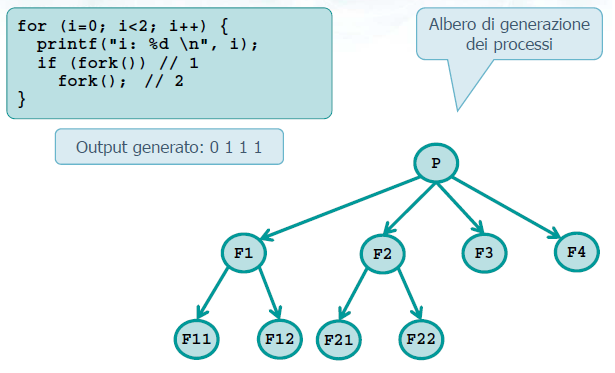 for (i=0; i<2; i++) {
  printf("i: %d \n", i);
  if (fork()) // 1
    fork();  // 2
}
Albero di generazione
dei processi
Output generato: 0 1 1 1
P
F1
F2
F3
F4
F11
F12
F21
F22